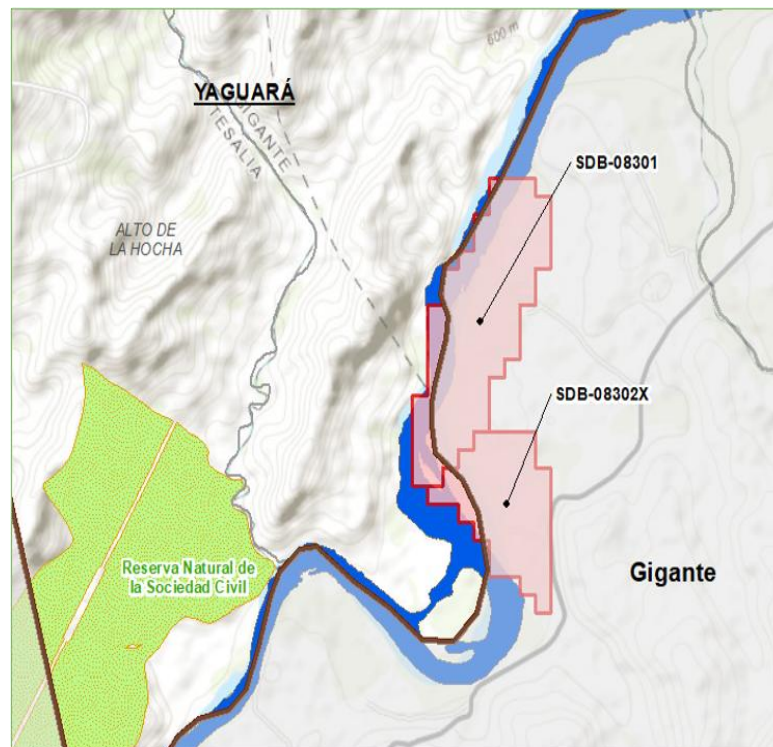 600 m
YAGUARÁ
GIGANTE
TESALIA
SDB-08301
ALTO DE
LA HOCHA
SDB-08302X
Reserva Natural de
la Sociedad Civil
Gigante